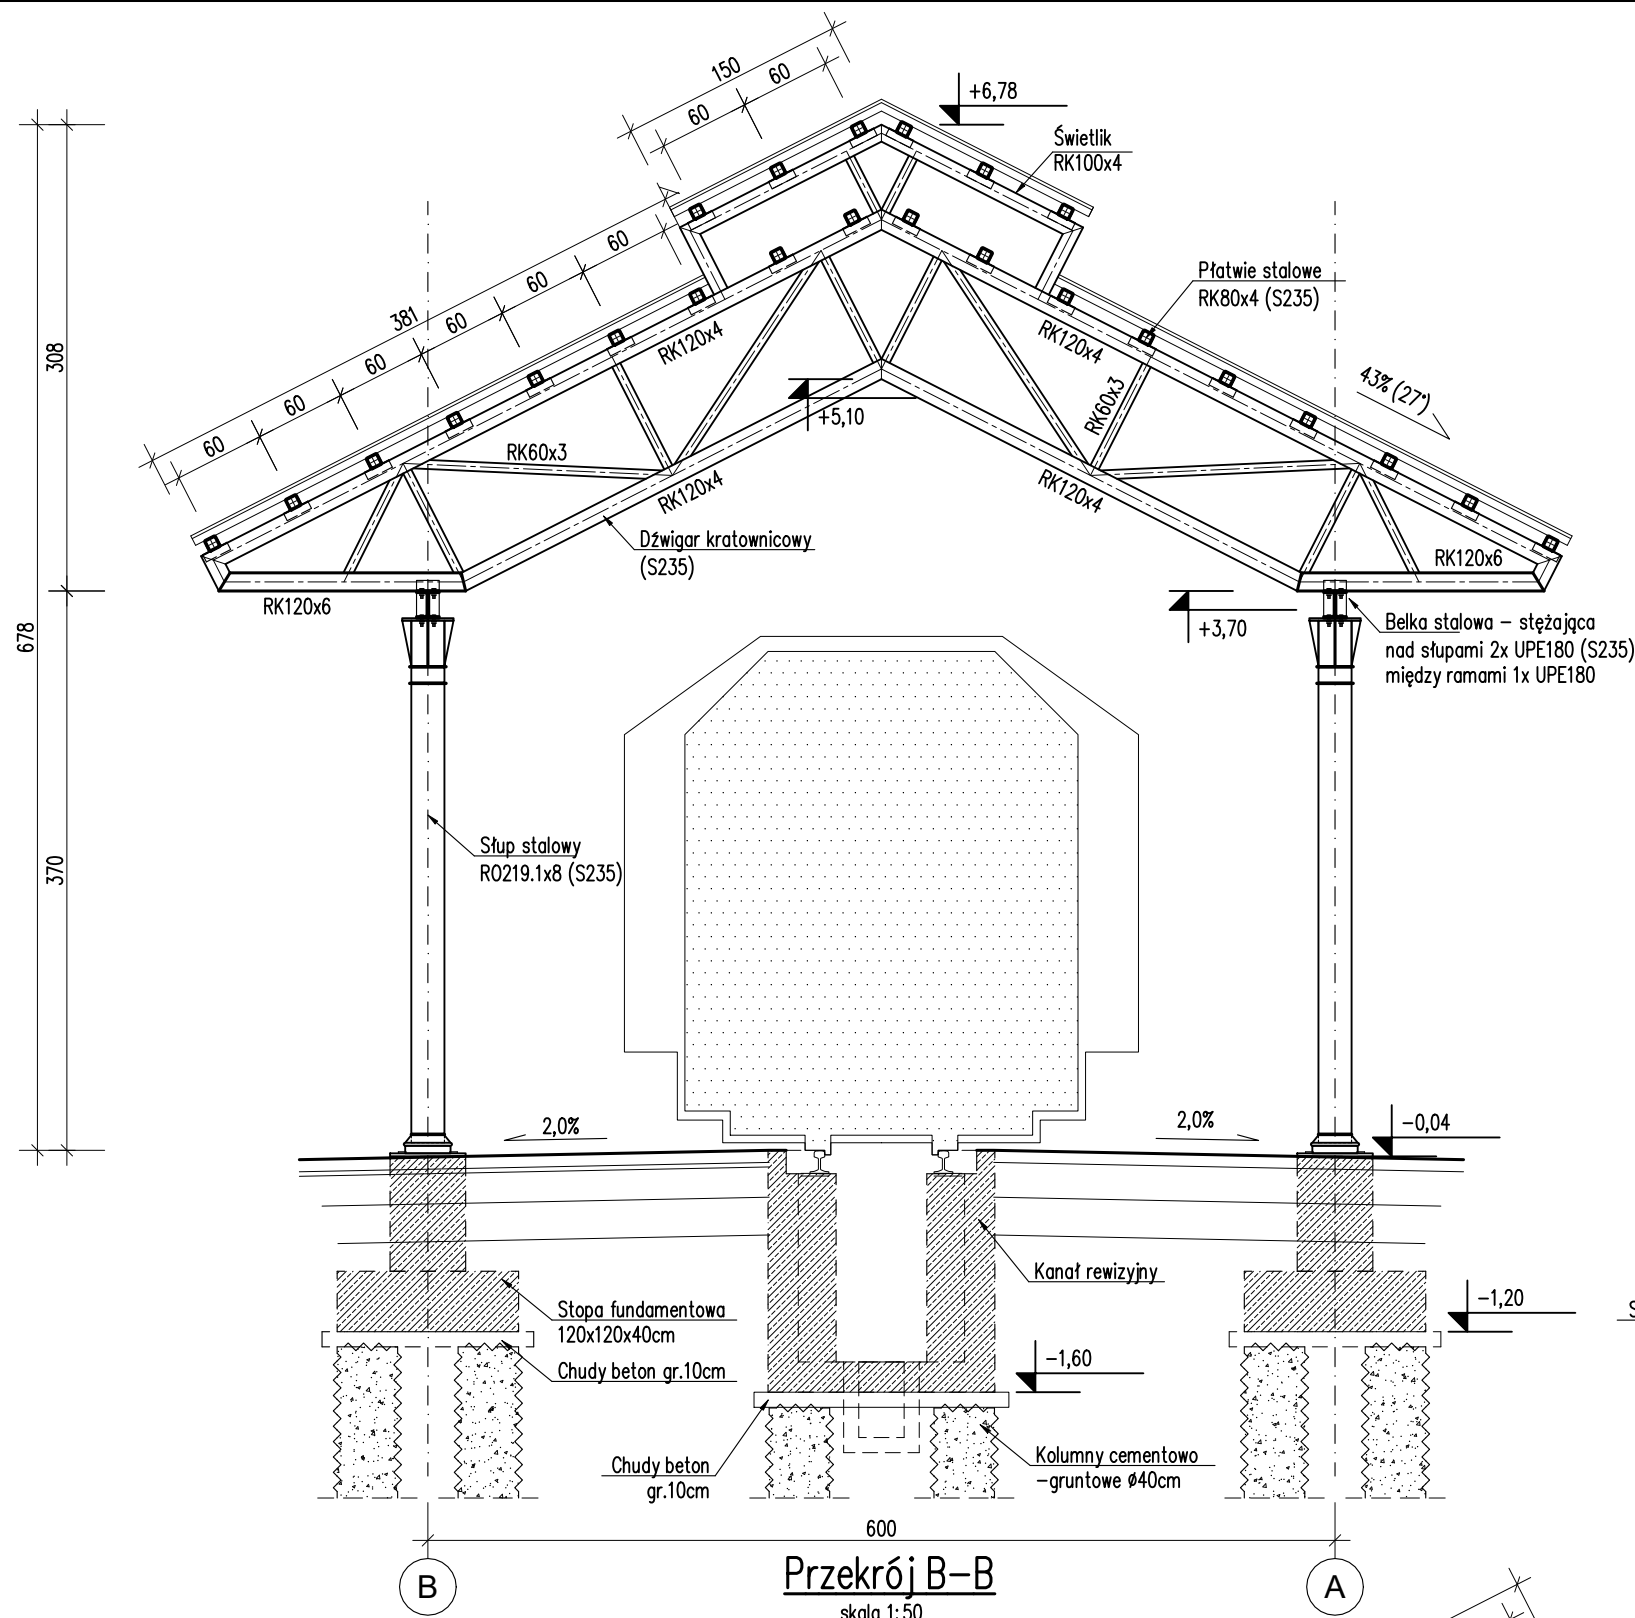 150
60
60
+6,78
Świetlik
RK100x4
381
60
60
60
60
60
60
308
678
370
Płatwie stalowe
RK80x4 (S235)
RK120x4
RK120x4
43% (27°)
+5,10
RK60x3
RK60x3
RK120x4
RK120x4
Dźwigar kratownicowy
(S235)
RK120x6
RK120x6
+3,70
Belka stalowa – stężająca
nad słupami 2x UPE180 (S235)
między ramami 1x UPE180
Słup stalowy
RO219.1x8 (S235)
2,0%
2,0%
-0,04
Kanał rewizyjny
Stopa fundamentowa
120x120x40cm
-1,20
Chudy beton gr.10cm
-1,60
Chudy beton
gr.10cm
Kolumny cementowo
-gruntowe ø40cm
600
B
A
Przekrój B-B
skala 1:50